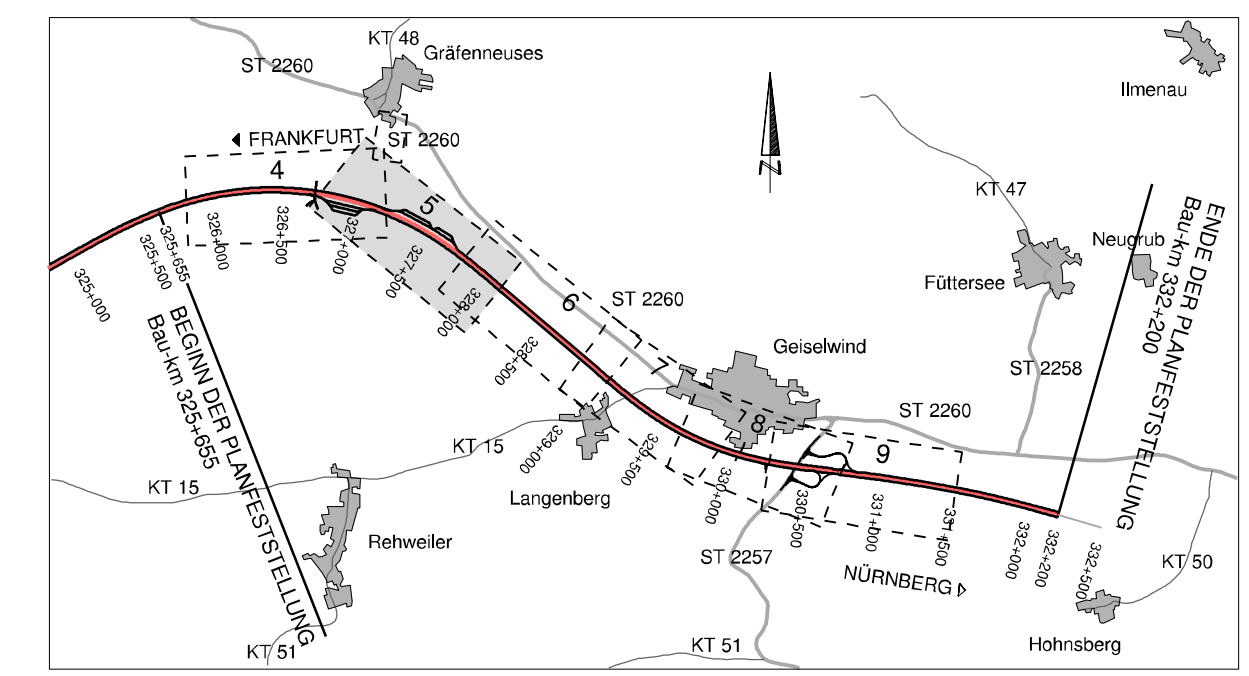 KT 48
Gräfenneuses
ST 2260
Ilmenau
FRANKFURT
ST 2260
4
5
KT 47
Neugrub
Füttersee
ENDE DER PLANFESTSTELLUNG
Bau-km 332+200
325+000
325+500
325+655
326+000
326+500
327+000
327+500
328+000
328+500
6
ST 2260
N
BEGINN DER PLANFESTSTELLUNG
Bau-km 325+655
Geiselwind
7
ST 2258
8
ST 2260
9
KT 15
KT 15
329+000
329+500
330+000
330+500
331+000
331+500
332+000
332+200
332+500
Langenberg
Rehweiler
ST 2257
NÜRNBERG
KT 50
Hohnsberg
KT 51
KT 51